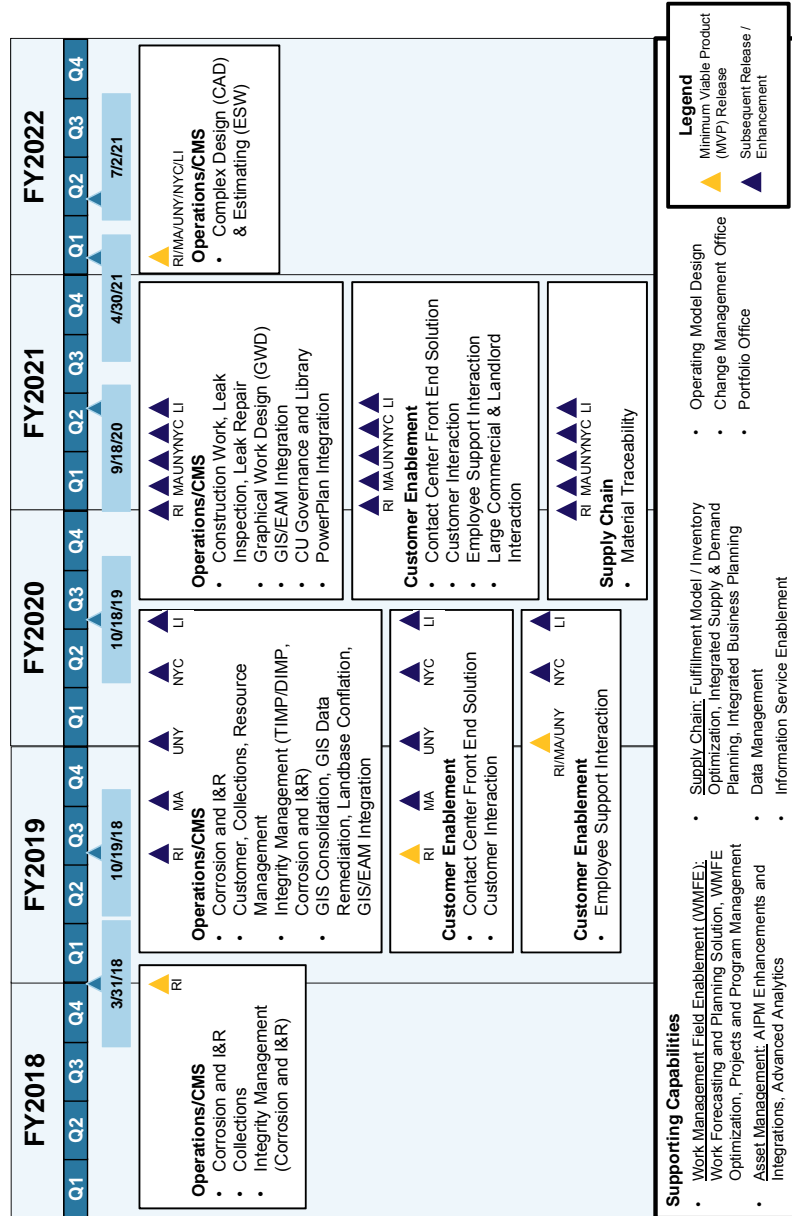 FY2018
FY2019
FY2020
FY2021
FY2022
Q1 Q2 Q3 Q4 Q1 Q2 Q3 Q4 Q1 Q2 Q3 Q4 Q1 Q2 Q3 Q4 Q1 Q2 Q3 Q4
3/31/18
10/19/18
10/18/19
9/18/20
4/30/21
7/2/21
RI
Operations/CMS
• Corrosion and I&R
• Collections
• Integrity Management
(Corrosion and I&R)
RI MA UNY NYC LI
Operations/CMS
• Corrosion and I&R
• Customer, Collections, Resource
Management
• Integrity Management (TIMP/DIMP,
Corrosion and I&R)
• GIS Consolidation, GIS Data
Remediation, Landbase Conflation,
GIS/EAM Integration
RI MA UNY NYC LI
Customer Enablement
• Contact Center Front End Solution
• Customer Interaction
RI/MA/UNY NYC LI
Customer Enablement
• Employee Support Interaction
RI MAUNYNYC LI
Operations/CMS
• Construction Work, Leak
Inspection, Leak Repair
• Graphical Work Design (GWD)
• GIS/EAM Integration
• CU Governance and Library
• PowerPlan Integration
RI MAUNYNYC LI
Customer Enablement
• Contact Center Front End Solution
• Customer Interaction
• Employee Support Interaction
• Large Commercial & Landlord
Interaction
RI MAUNYNYC LI
Supply Chain
• Material Traceability
RI/MA/UNY/NYC/LI
Operations/CMS
• Complex Design (CAD)
& Estimating (ESW)
Supporting Capabilities
• Work Management Field Enablement (WMFE):
Work Forecasting and Planning Solution, WMFE
Optimization, Projects and Program Management
• Asset Management: AIPM Enhancements and
Integrations, Advanced Analytics
• Supply Chain: Fulfillment Model / Inventory
Optimization, Integrated Supply & Demand
Planning, Integrated Business Planning
• Data Management
• Information Service Enablement
• Operating Model Design
• Change Management Office
• Portfolio Office
Legend
Minimum Viable Product
(MVP) Release
Subsequent Release /
Enhancement